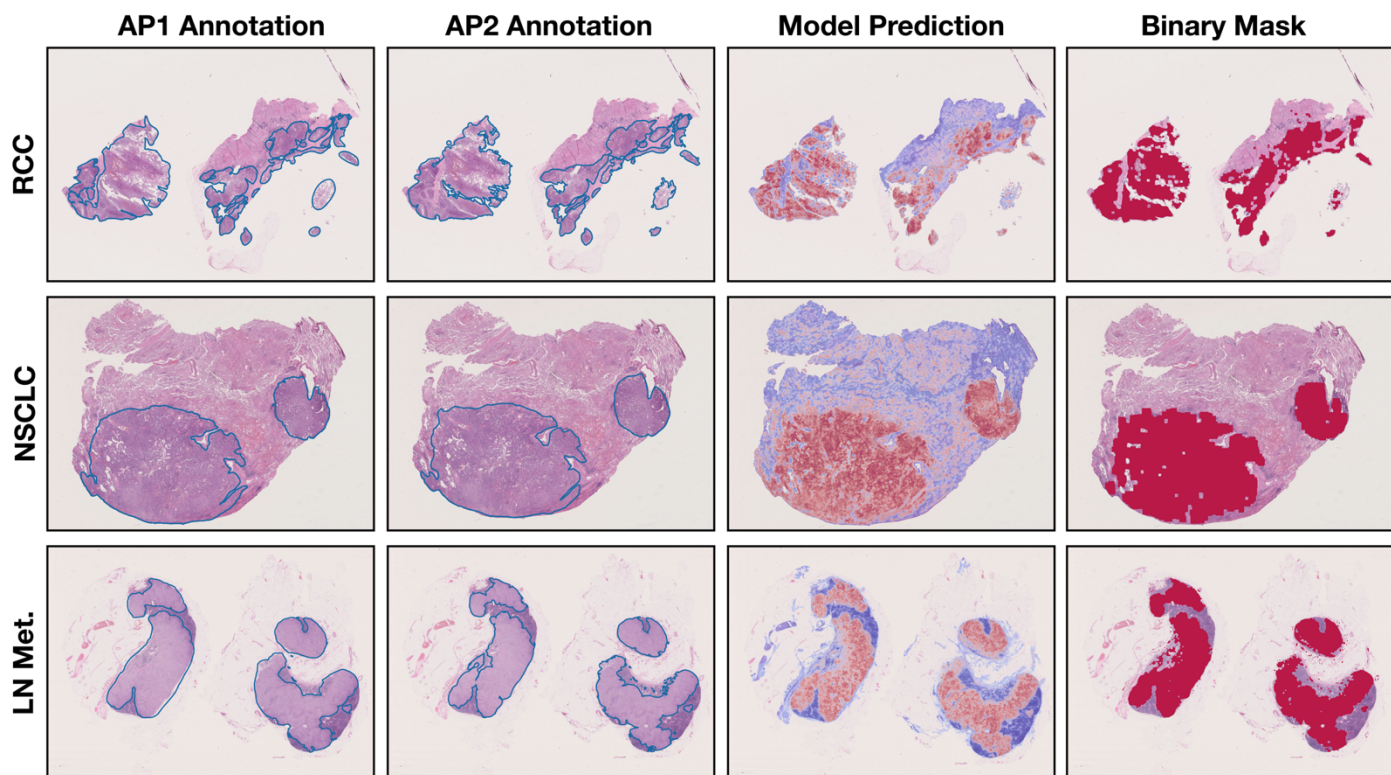 AP1 Annotation
AP2 Annotation
Model Prediction
Binary Mask
RCC
NSCLC
LN Met.